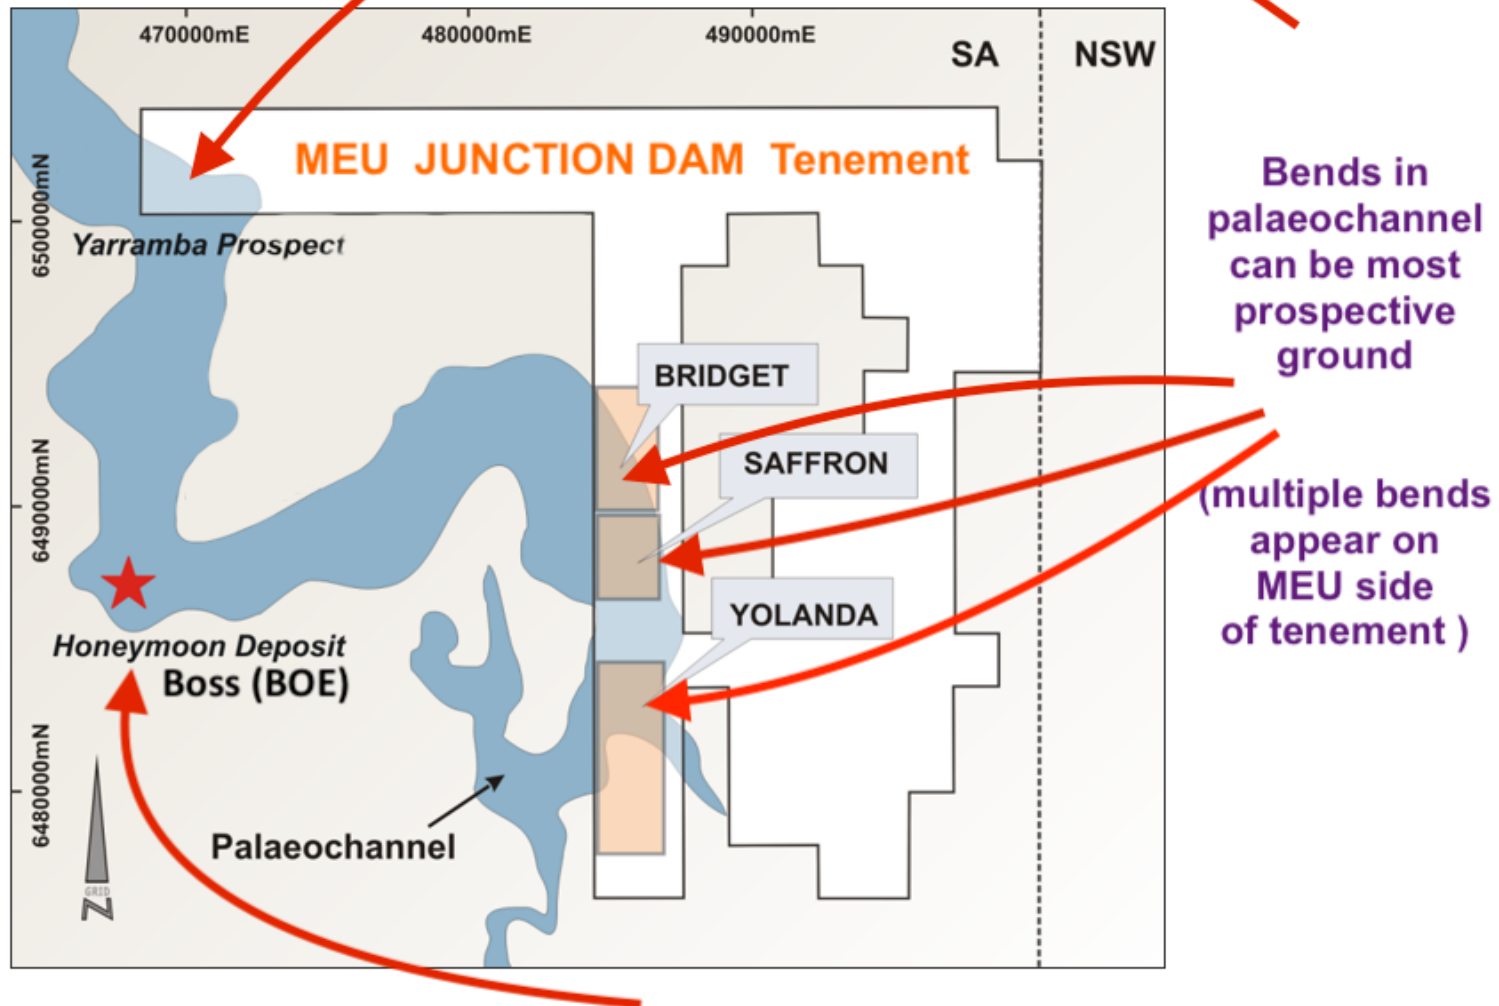 470000mE
480000mE
490000mE
SA
NSW
MEU JUNCTION DAM Tenement
6500000mN
Yarramba Prospect
Bends in
palaeochannel
can be most
prospective
ground
BRIDGET
SAFFRON
6490000mN
(multiple bends
appear on
MEU side
of tenement )
YOLANDA
Honeymoon Deposit
Boss (BOE)
6480000mN
Palaeochannel
GRID
N